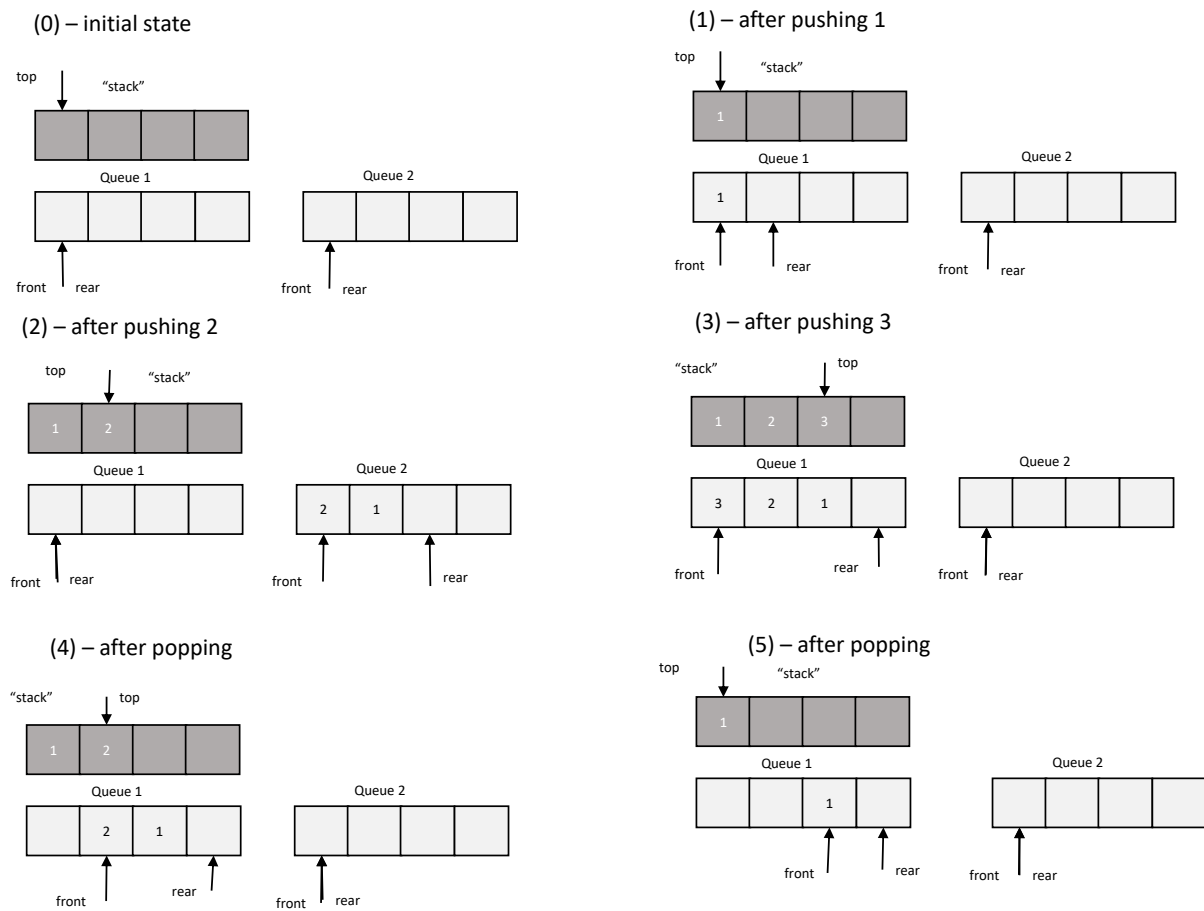 (0) – initial state
top
“stack”
Queue 1
Queue 2
front
rear
front
rear
(1) – after pushing 1
top
“stack”
1
Queue 1
Queue 2
1
front
rear
front
rear
(2) – after pushing 2
top
“stack”
1 2
Queue 1
Queue 2
2 1
front
rear
front
rear
(3) – after pushing 3
“stack”
top
1 2 3
Queue 1
Queue 2
3 2 1
front
rear
front
rear
(4) – after popping
“stack”
top
1 2
Queue 1
Queue 2
2 1
front
rear
front
rear
(5) – after popping
top
“stack”
1
Queue 1
Queue 2
1
front
rear
front
rear